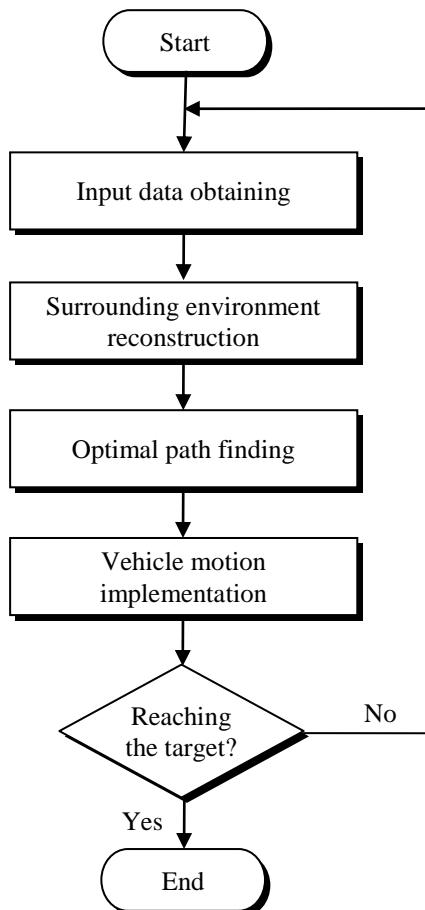 Start
Input data obtaining
Surrounding environment
reconstruction
Optimal path finding
Vehicle motion
implementation
Reaching
the target?
No
Yes
End